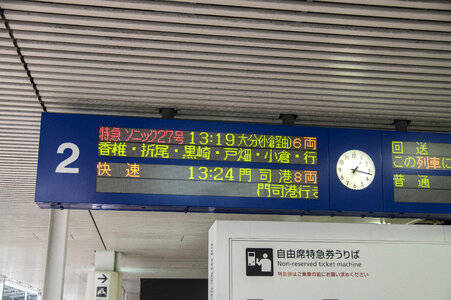 2
特急 ソニック27号 13:19 大分(小倉経由) 6両
香椎・折尾・黒崎・戸畑・小倉・行
快速 13:24 門司港 8両
門司港行き
回送
この列車
普通
自由席特急券うりば
Non-reserved ticket machine
特急券はご乗車の前にお買い求めください。